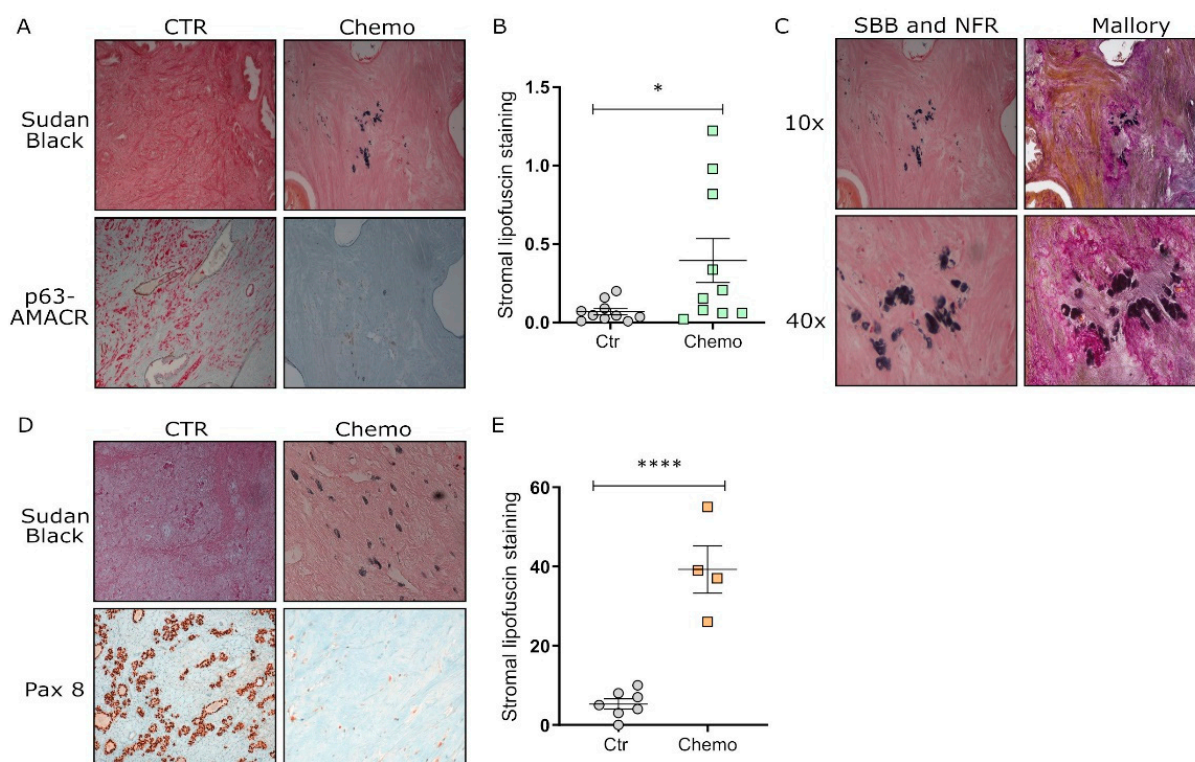 A
CTR
Chemo
Sudan
Black
p63-
AMACR
B
*
Stromal lipofuscin staining
1.5
1.0
0.5
0.0
Ctr
Chemo
C
SBB and NFR
Mallory
10x
40x
D
CTR
Chemo
Sudan
Black
Pax 8
E
****
Stromal lipofuscin staining
60
40
20
0
Ctr
Chemo